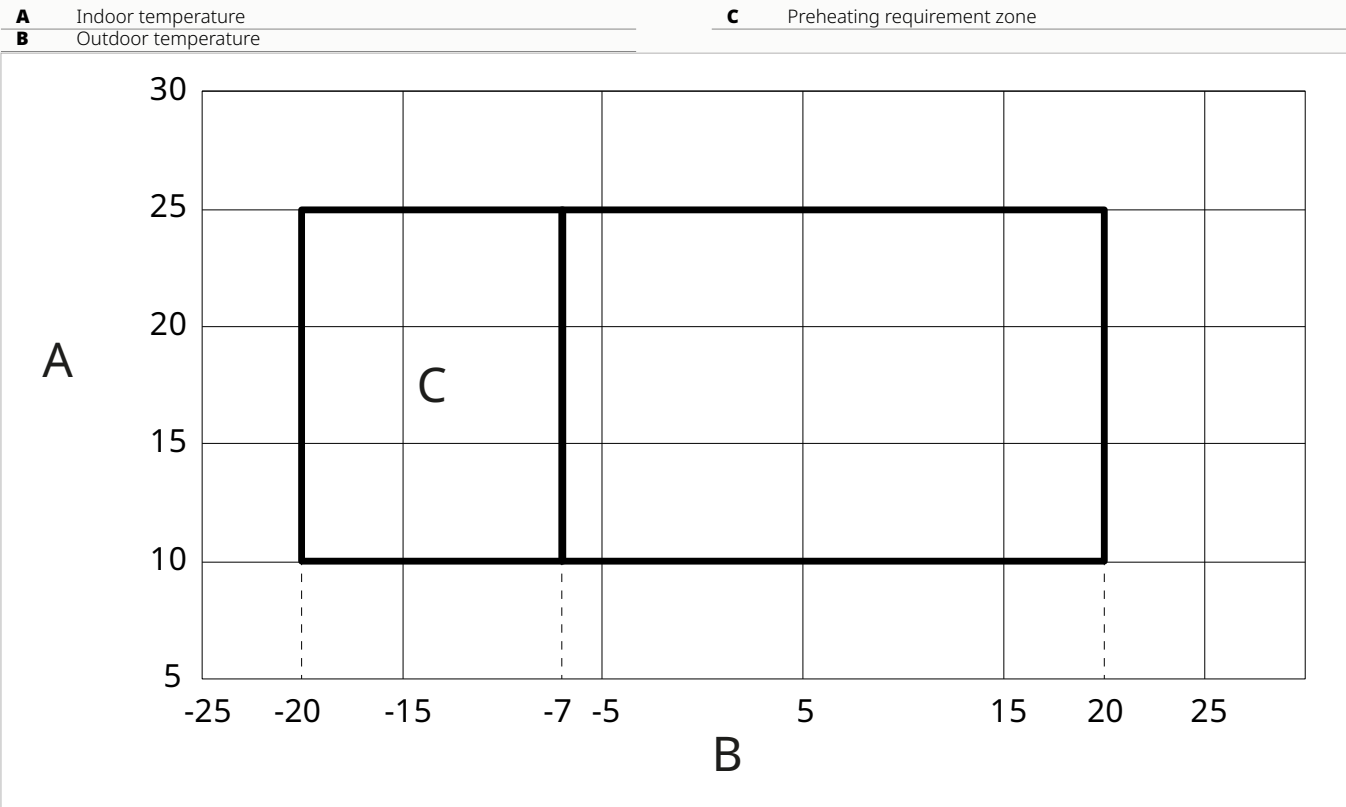 A Indoor temperature
B Outdoor temperature
C Preheating requirement zone
30
25
20
A
C
15
10
5
-25 -20 -15 -7 -5 5 15 20 25
B